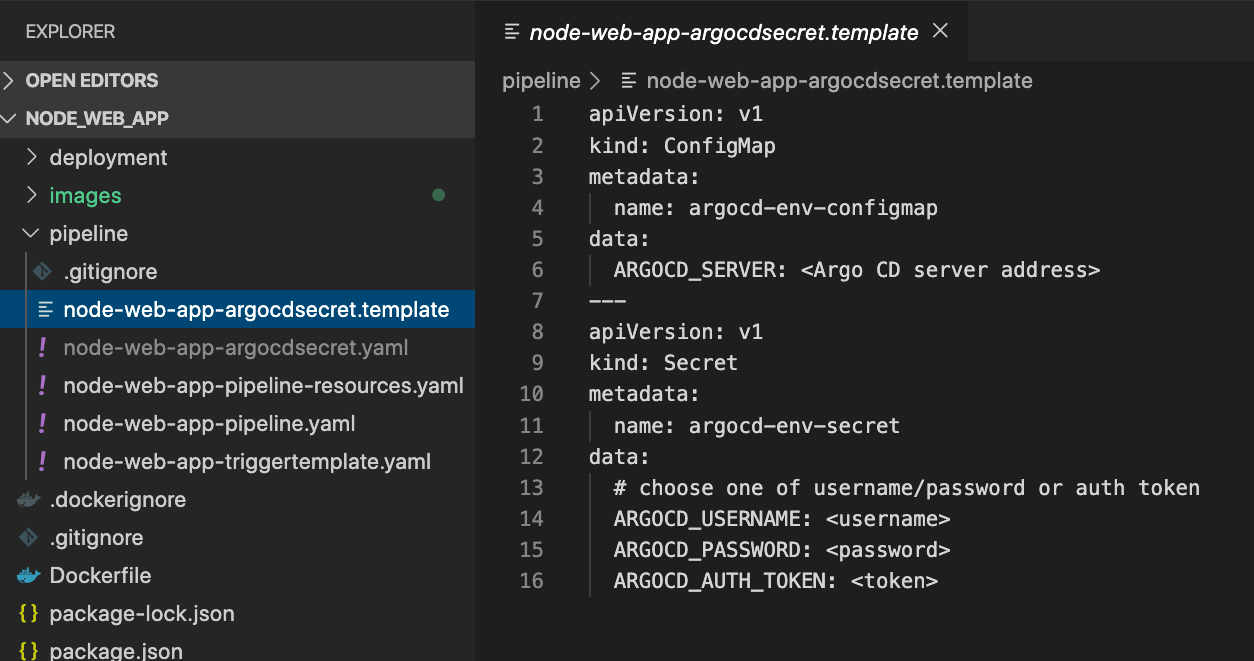 EXPLORER
OPEN EDITORS
NODE_WEB_APP
deployment
images
pipeline
.gitignore
node-web-app-argocdsecret.template
node-web-app-argocdsecret.yaml
node-web-app-pipeline-resources.yaml
node-web-app-pipeline.yaml
node-web-app-triggertemplate.yaml
.dockerignore
.gitignore
Dockerfile
package-lock.json
package.json
node-web-app-argocdsecret.template
pipeline > node-web-app-argocdsecret.template
1 apiVersion: v1
2 kind: ConfigMap
3 metadata:
4   name: argocd-env-configmap
5 data:
6   ARGOCD_SERVER: <Argo CD server address>
7 ---
8 apiVersion: v1
9 kind: Secret
10 metadata:
11   name: argocd-env-secret
12 data:
13   # choose one of username/password or auth token
14   ARGOCD_USERNAME: <username>
15   ARGOCD_PASSWORD: <password>
16   ARGOCD_AUTH_TOKEN: <token>